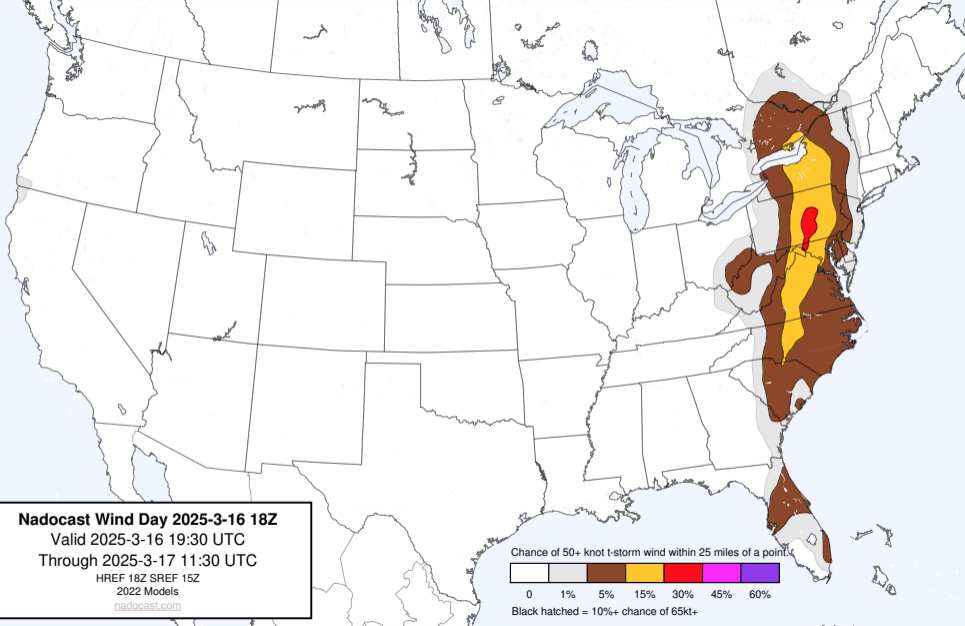 Nadocast Wind Day 2025-3-16 18Z
Valid 2025-3-16 19:30 UTC
Through 2025-3-17 11:30 UTC
HREF 18Z SREF 15Z
2022 Models
nadocast.com
Chance of 50+ knot t-storm wind within 25 miles of a point.
0 1% 5% 15% 30% 45% 60%
Black hatched = 10%+ chance of 65kt+